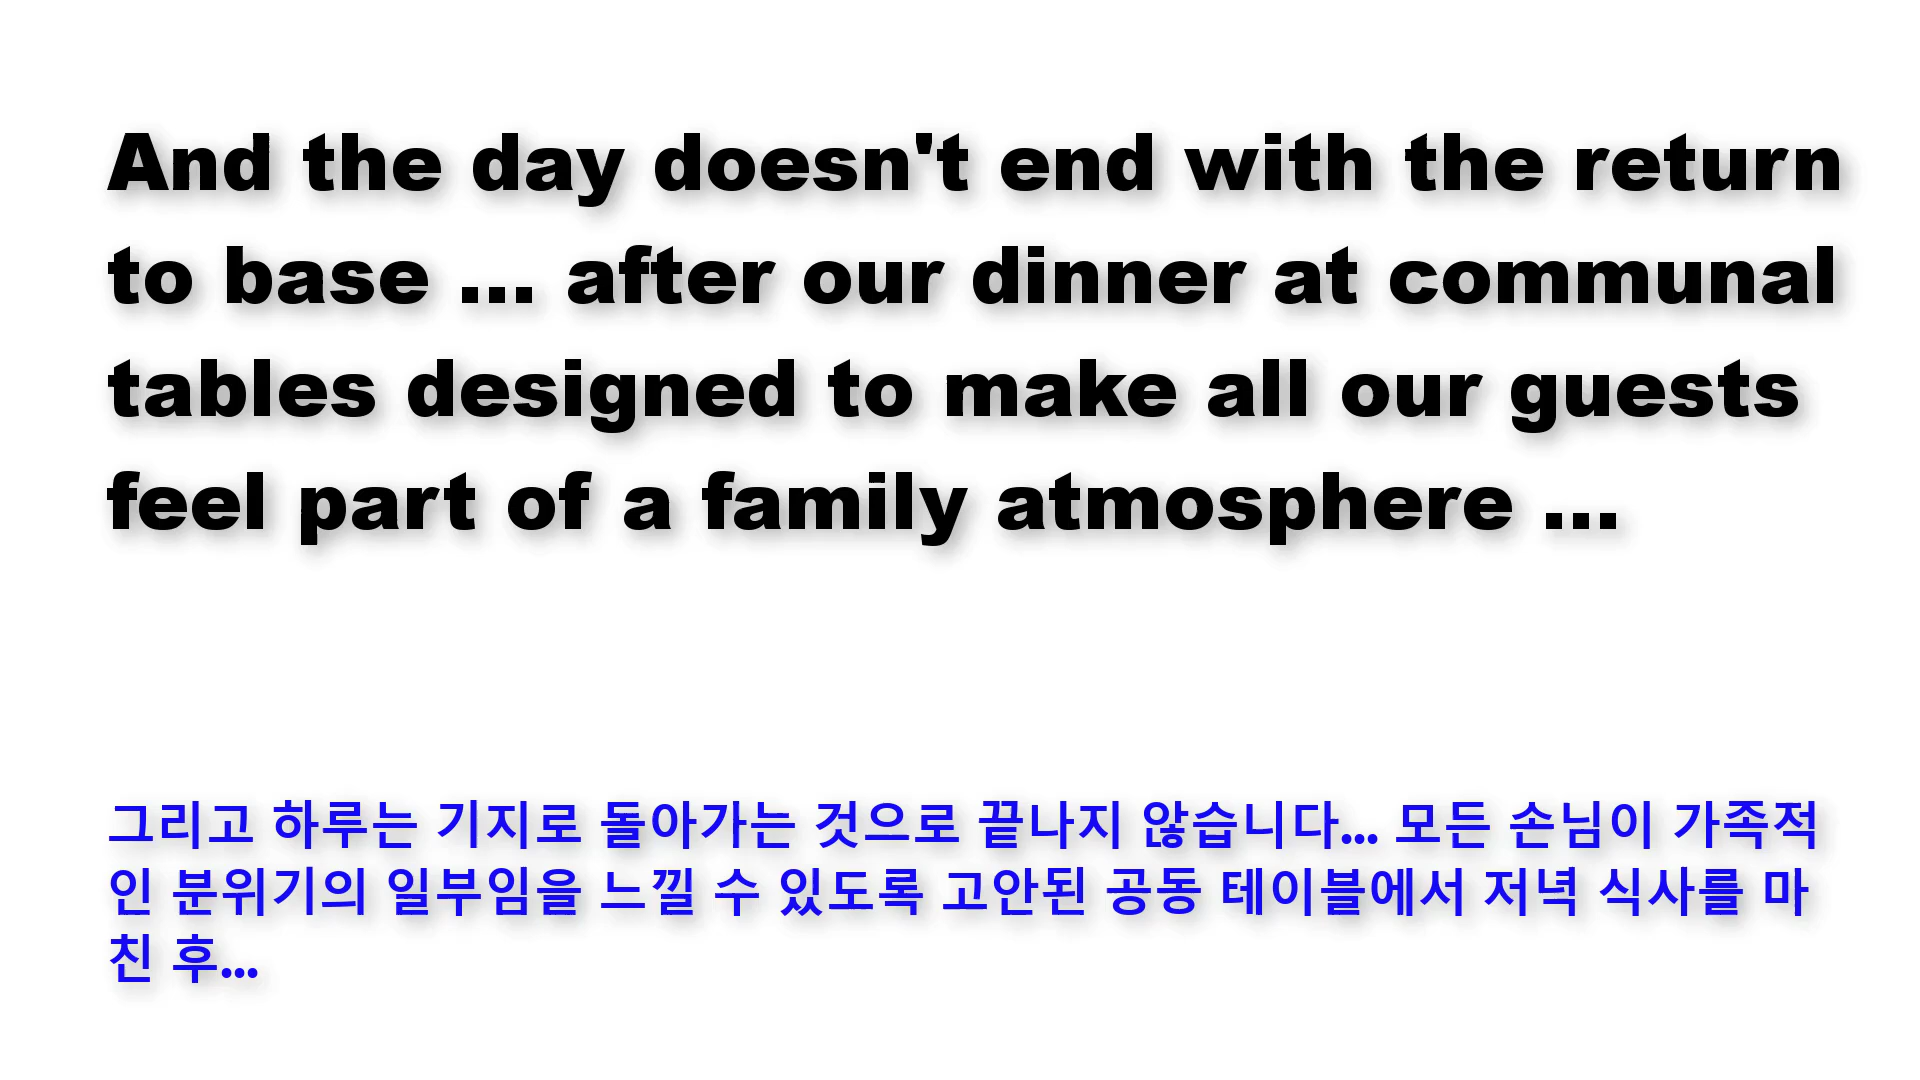 And the day doesn't end with the return
to base ... after our dinner at communal
tables designed to make all our guests
feel part of a family atmosphere ...
그리고 하루는 기지로 돌아가는 것으로 끝나지 않습니다... 모든 손님이 가족적
인 분위기의 일부임을 느낄 수 있도록 고안된 공동 테이블에서 저녁 식사를 마
친 후...